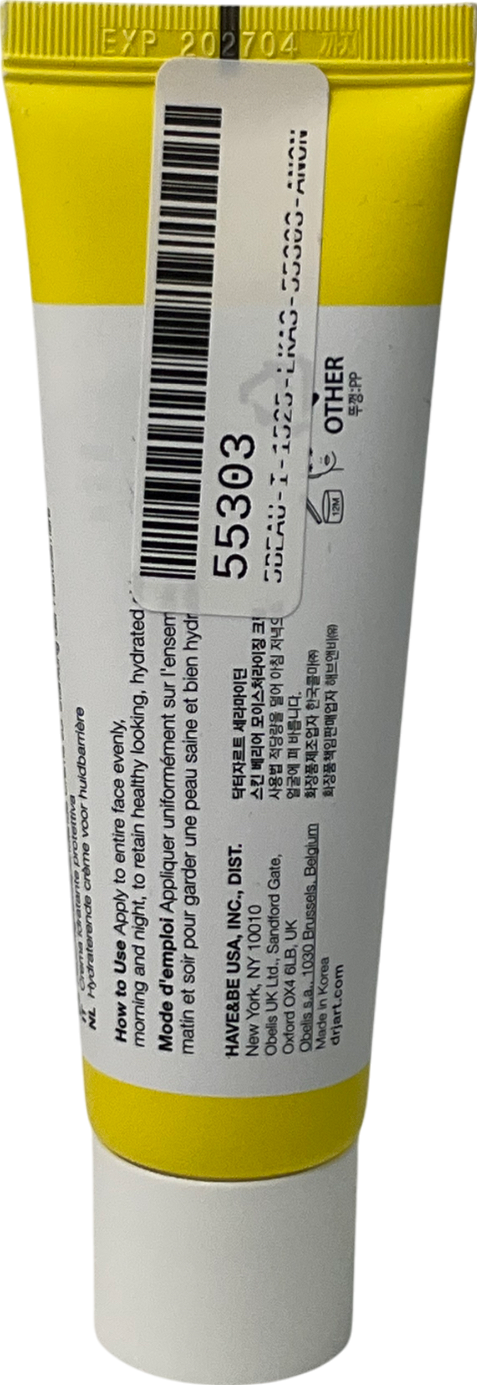 EXP 202704 까지
55303
OTHER
뚜껑:PP
12M
crème voor huidbarrière
NL Hydraterende crème voor huidbarrière
How to Use Apply to entire face evenly,
morning and night, to retain healthy looking, hydrated
Mode d'emploi Appliquer uniformément sur l'ensem
matin et soir pour garder une peau saine et bien hydr
닥터자르트 세라마이딘
스킨 베리어 모이스처라이징 크
사용법 적당량을 덜어 아침 저녁으
얼굴에 펴 바릅니다.
화장품제조업자 한국콜마㈜
화장품책임판매업자 해브앤비㈜
HAVE&BE USA, INC., DIST.
New York, NY 10010
Obelis UK Ltd., Sandford Gate,
Oxford OX4 6LB, UK
Obelis s.a., 1030 Brussels, Belgium
Made in Korea
drjart.com